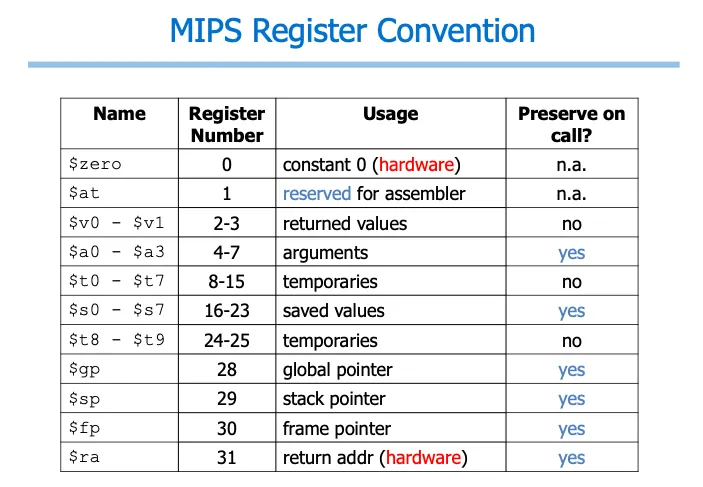 MIPS Register Convention
Name Register Number Usage Preserve on call?
$zero 0 constant 0 (hardware) n.a.
$at 1 reserved for assembler n.a.
$v0 - $v1 2-3 returned values no
$a0 - $a3 4-7 arguments yes
$t0 - $t7 8-15 temporaries no
$s0 - $s7 16-23 saved values yes
$t8 - $t9 24-25 temporaries no
$gp 28 global pointer yes
$sp 29 stack pointer yes
$fp 30 frame pointer yes
$ra 31 return addr (hardware) yes